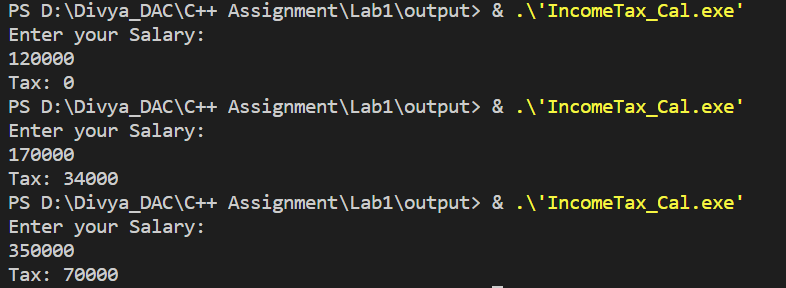 PS D:\Divya_DAC\C++ Assignment\Lab1\output> & .\'IncomeTax_Cal.exe'
Enter your Salary:
120000
Tax: 0
PS D:\Divya_DAC\C++ Assignment\Lab1\output> & .\'IncomeTax_Cal.exe'
Enter your Salary:
170000
Tax: 34000
PS D:\Divya_DAC\C++ Assignment\Lab1\output> & .\'IncomeTax_Cal.exe'
Enter your Salary:
350000
Tax: 70000